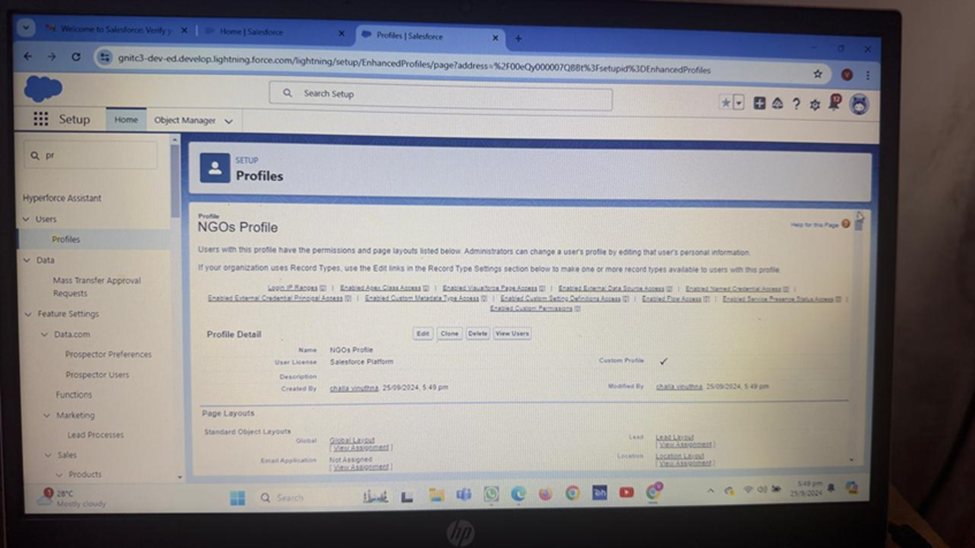 Welcome to Salesforce: Verify y
Home | Salesforce
Profiles | Salesforce
gnitc3-dev-ed.develop.lightning.force.com/lightning/setup/EnhancedProfiles/page?address=%2F00eQy000007QBBt%3Fsetupid%3DEnhancedProfiles
Search Setup
Setup
Home
Object Manager
pr
SETUP
Profiles
Hyperforce Assistant
Users
Profiles
Data
Mass Transfer Approval
Requests
Feature Settings
Data.com
Prospector Preferences
Prospector Users
Functions
Marketing
Lead Processes
Sales
Products
Profile
NGOs Profile
Help for this Page
Users with this profile have the permissions and page layouts listed below. Administrators can change a user's profile by editing that user's personal information.
If your organization uses Record Types, use the Edit links in the Record Type Settings section below to make one or more record types available to users with this profile.
Login IP Ranges [0] | Enabled Apex Class Access [0] | Enabled Visualforce Page Access [0] | Enabled External Data Source Access [0] | Enabled Named Credential Access [0] |
Enabled External Credential Principal Access [0] | Enabled Custom Metadata Type Access [0] | Enabled Custom Setting Definitions Access [0] | Enabled Flow Access [0] | Enabled Service Presence Status Access [0] |
Enabled Custom Permissions [0]
Profile Detail
Edit Clone Delete View Users
Name NGOs Profile
User License Salesforce Platform
Custom Profile ✓
Description
Created By challa vinuthna, 25/09/2024, 5:49 pm
Modified By challa vinuthna, 25/09/2024, 5:49 pm
Page Layouts
Standard Object Layouts
Global Global Layout
[ View Assignment ]
Lead Lead Layout
[ View Assignment ]
Email Application Not Assigned
[ View Assignment ]
Location Location Layout
[ View Assignment ]
28°C
Mostly cloudy
Search
5:49 pm
25/9/2024
hp